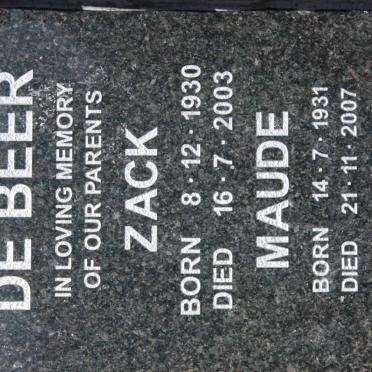 DE BEER
IN LOVING MEMORY
OF OUR PARENTS
ZACK
BORN 8·12·1930
DIED 16·7·2003
MAUDE
BORN 14·7·1931
DIED 21·11·2007